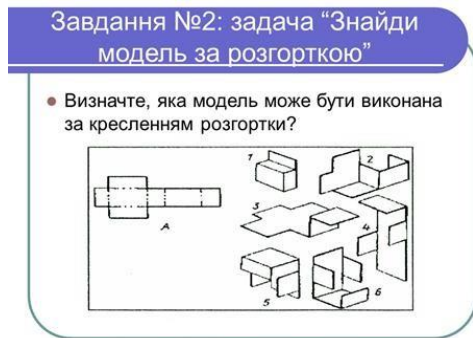 Завдання №2: задача “Знайди
модель за розгорткою”
Визначте, яка модель може бути виконана
за кресленням розгортки?
1
2
3
4
A
5
6